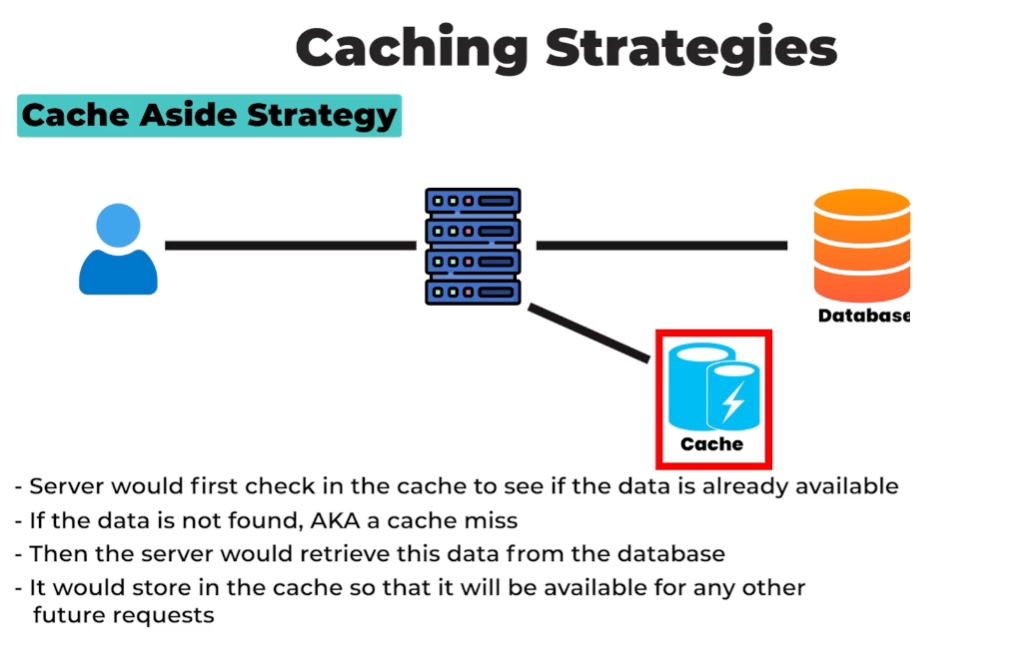 Caching Strategies
Cache Aside Strategy
Database
Cache
- Server would first check in the cache to see if the data is already available
- If the data is not found, AKA a cache miss
- Then the server would retrieve this data from the database
- It would store in the cache so that it will be available for any other
future requests